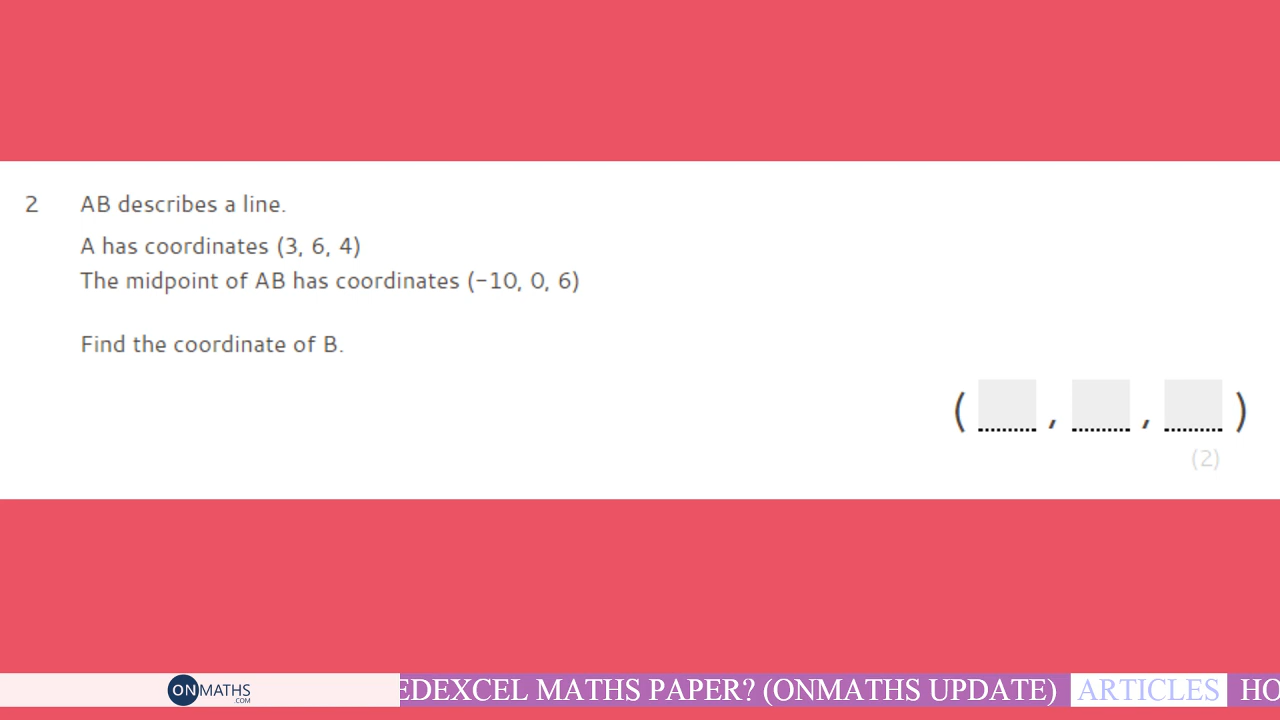 2 AB describes a line.
A has coordinates (3, 6, 4)
The midpoint of AB has coordinates (-10, 0, 6)
Find the coordinate of B.
( , , )
(2)
ONMATHS
.COM
EDEXCEL MATHS PAPER? (ONMATHS UPDATE) ARTICLES HO